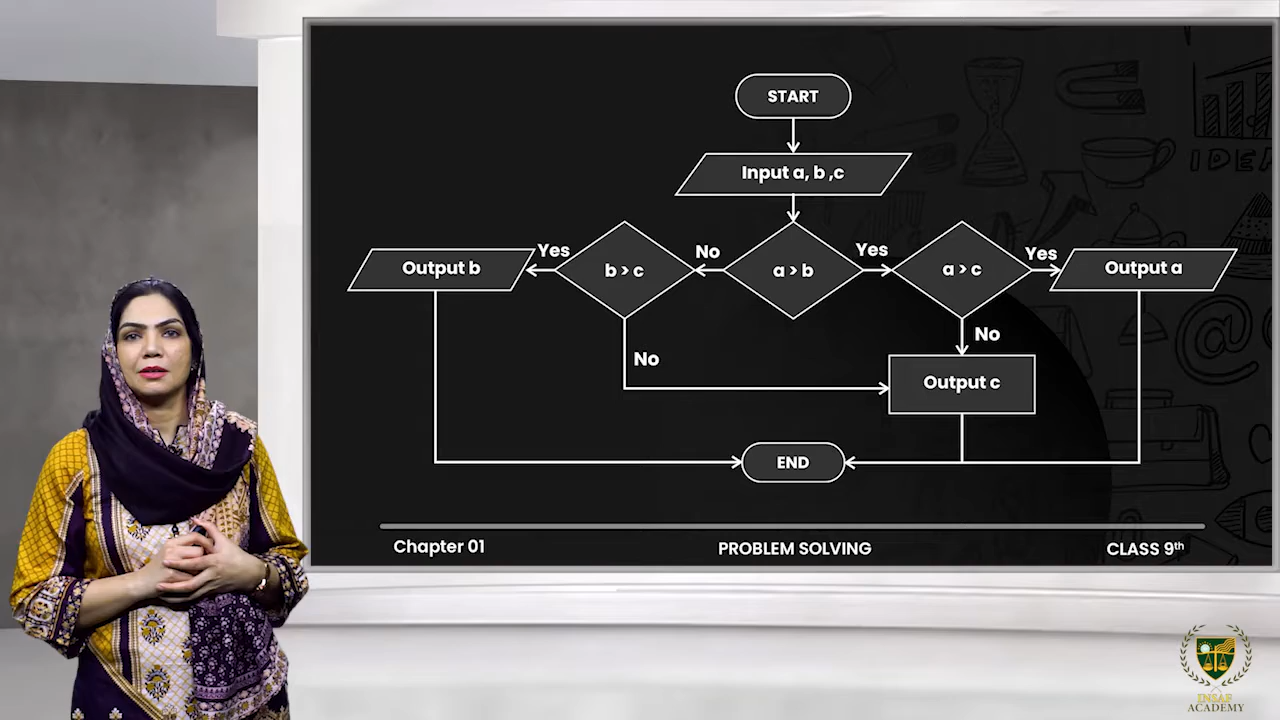 START
Input a, b ,c
Output b
Yes
b > c
No
a > b
Yes
a > c
Yes
Output a
No
No
Output c
END
Chapter 01
PROBLEM SOLVING
CLASS 9th
IDEA
INSAF
ACADEMY